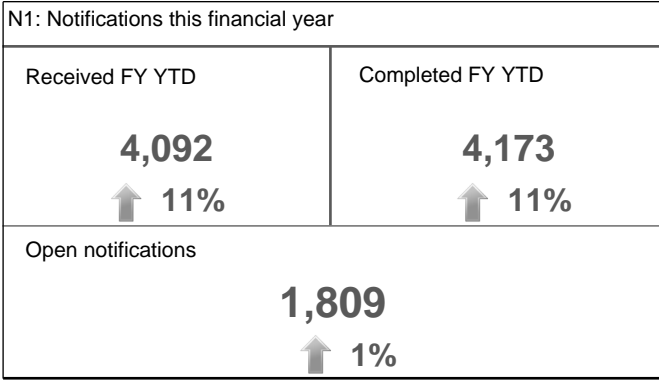 N1: Notifications this financial year
Received FY YTD
4,092
11%
Completed FY YTD
4,173
11%
Open notifications
1,809
1%